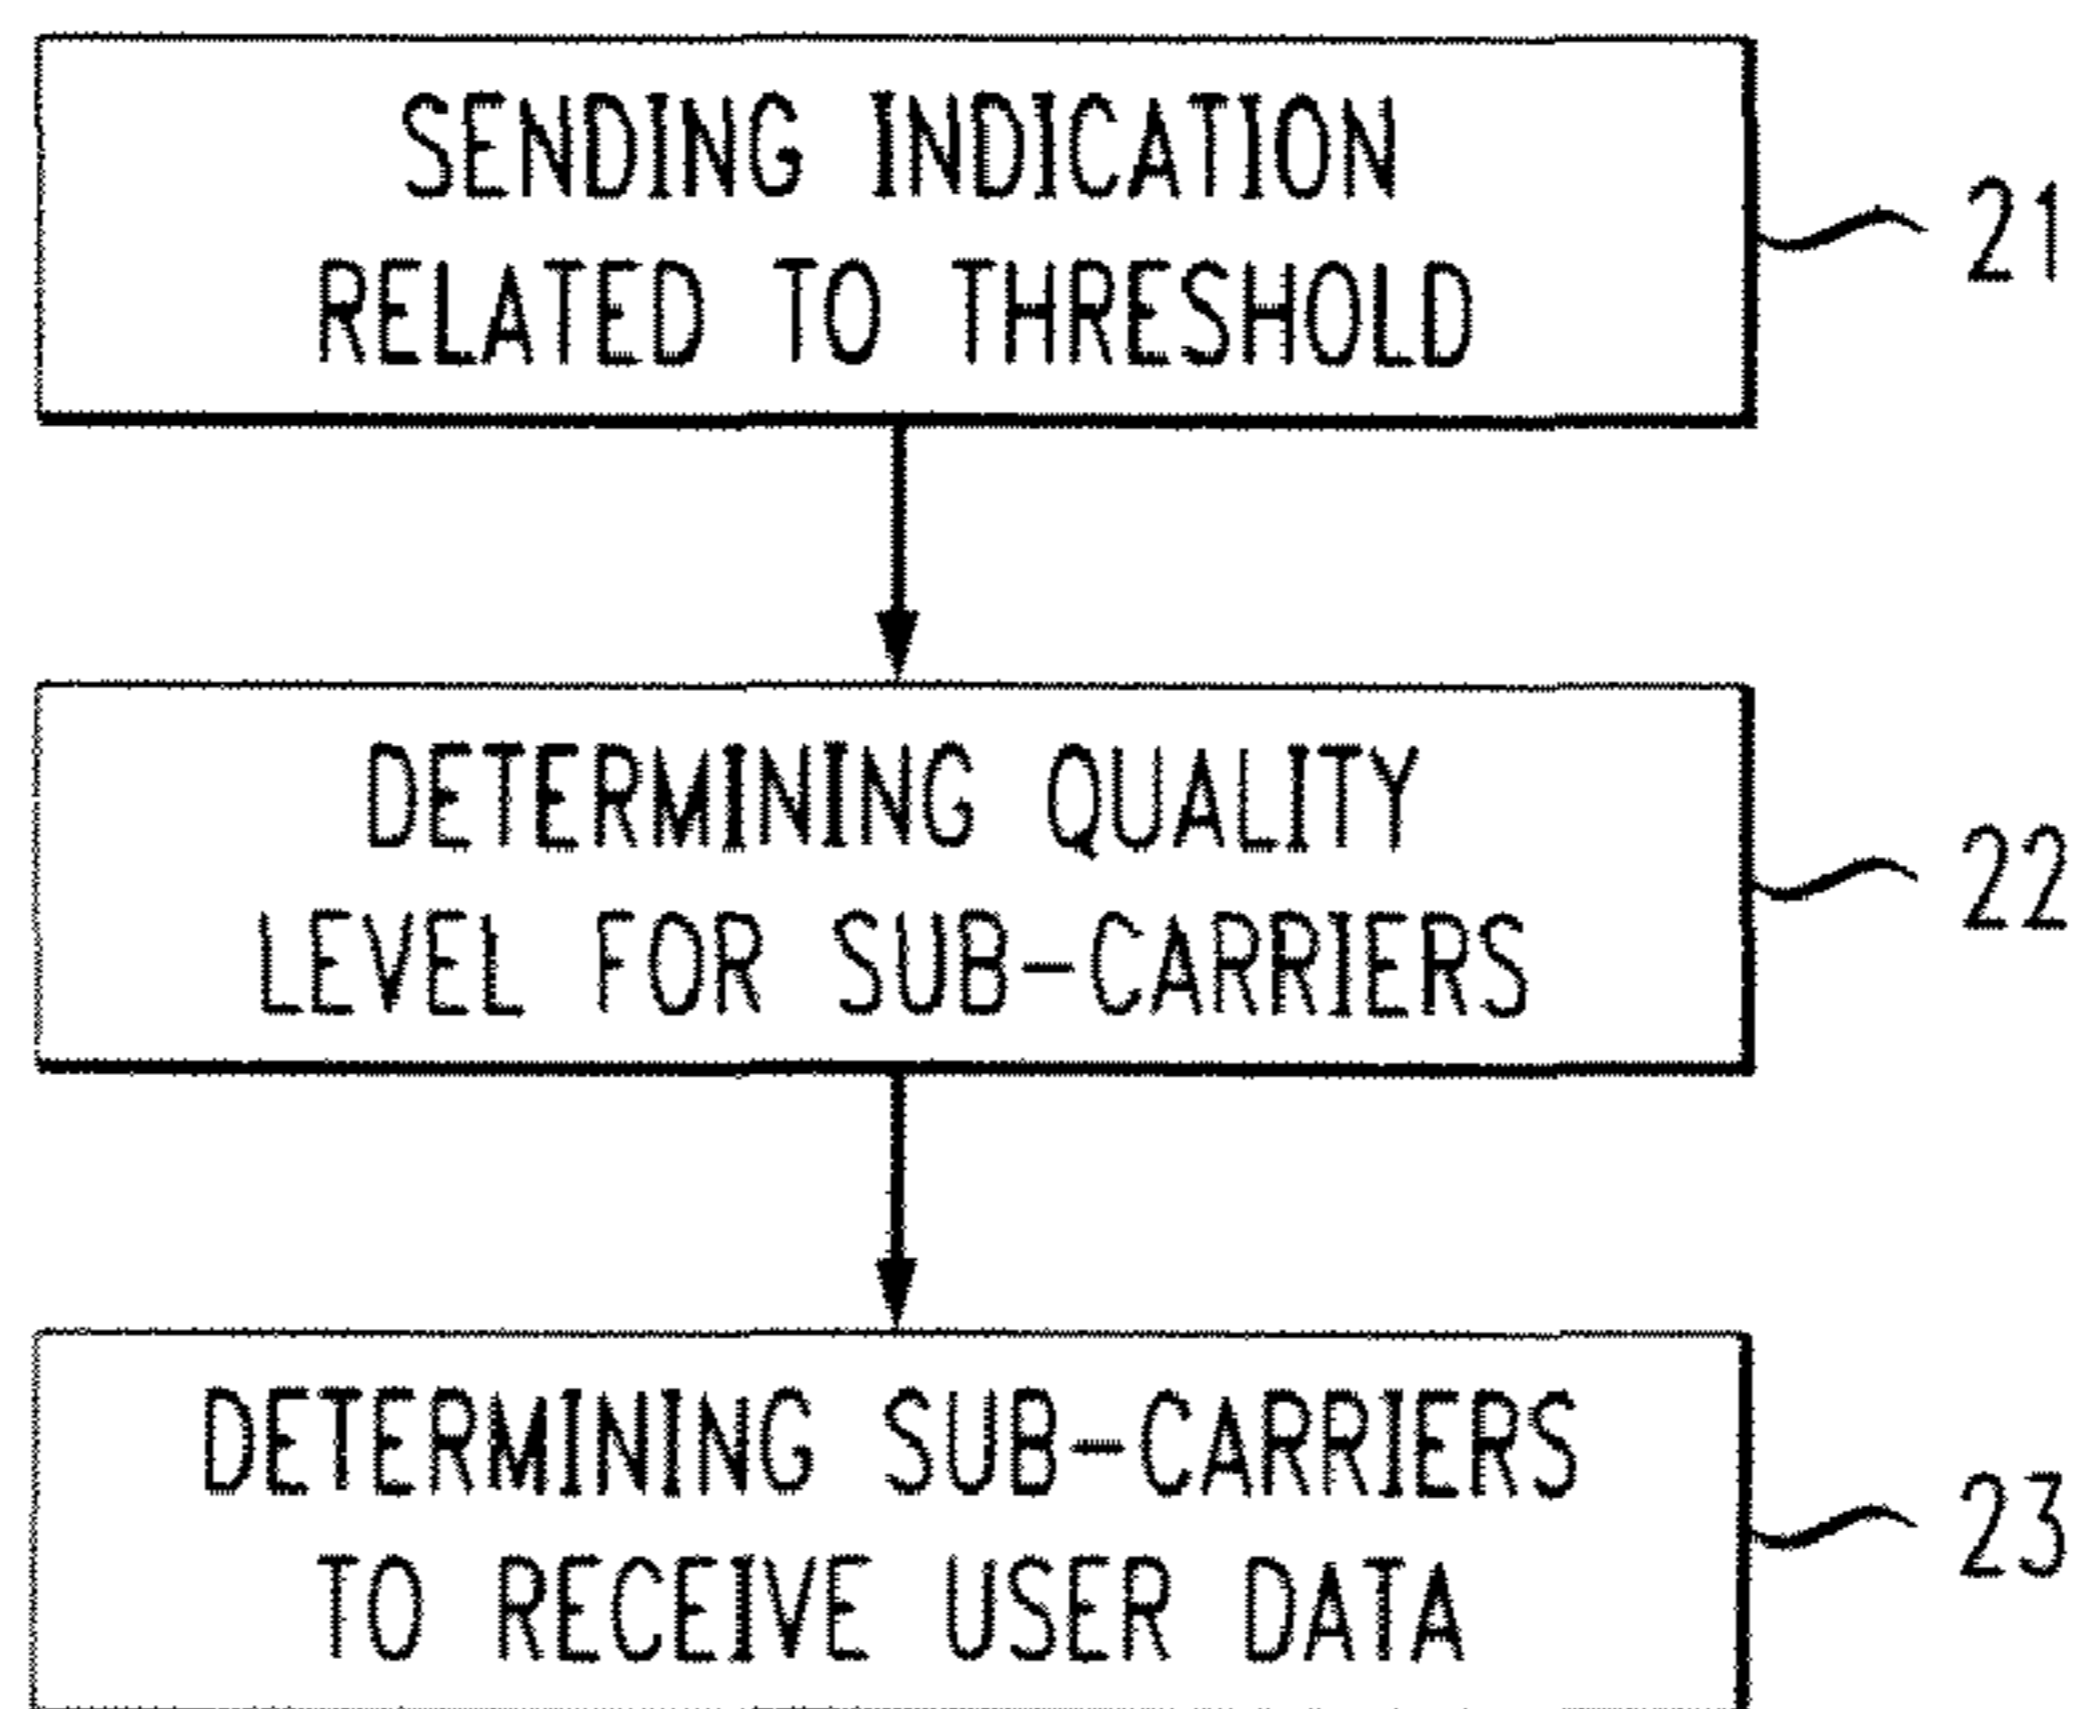 SENDING INDICATION
RELATED TO THRESHOLD
21
DETERMINING QUALITY
LEVEL FOR SUB-CARRIERS
22
DETERMINING SUB-CARRIERS
TO RECEIVE USER DATA
23